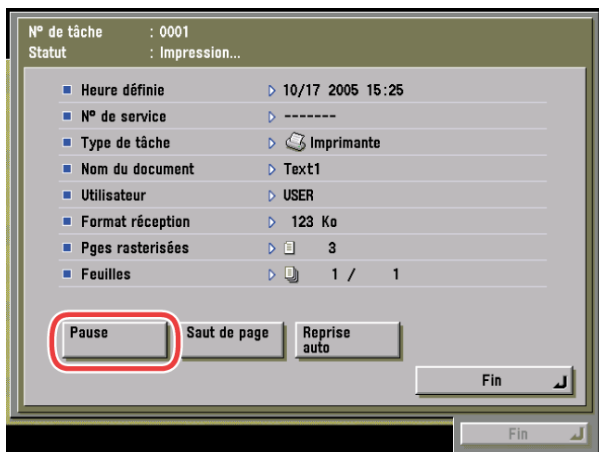 Nº de tâche : 0001
Statut : Impression...
Heure définie 10/17 2005 15:25
Nº de service -------
Type de tâche Imprimante
Nom du document Text1
Utilisateur USER
Format réception 123 Ko
Pges rasterisées 3
Feuilles 1 / 1
Pause Saut de page Reprise
auto
Fin
Fin